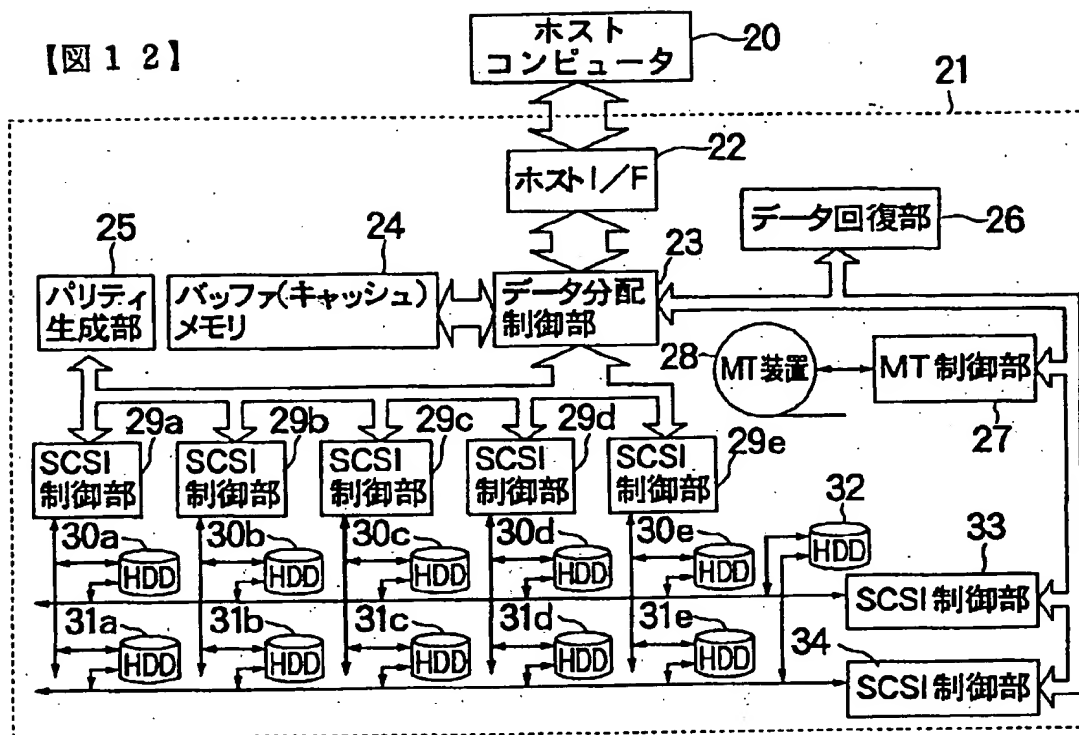 【図12】
ホスト
コンピュータ
20
21
ホストI/F
22
データ回復部
26
25
パリティ
生成部
24
バッファ(キャッシュ)
メモリ
23
データ分配
制御部
28
MT装置
MT制御部
27
29a
SCSI
制御部
29b
SCSI
制御部
29c
SCSI
制御部
29d
SCSI
制御部
29e
SCSI
制御部
30a
HDD
30b
HDD
30c
HDD
30d
HDD
30e
HDD
32
HDD
33
SCSI制御部
31a
HDD
31b
HDD
31c
HDD
31d
HDD
31e
HDD
34
SCSI制御部